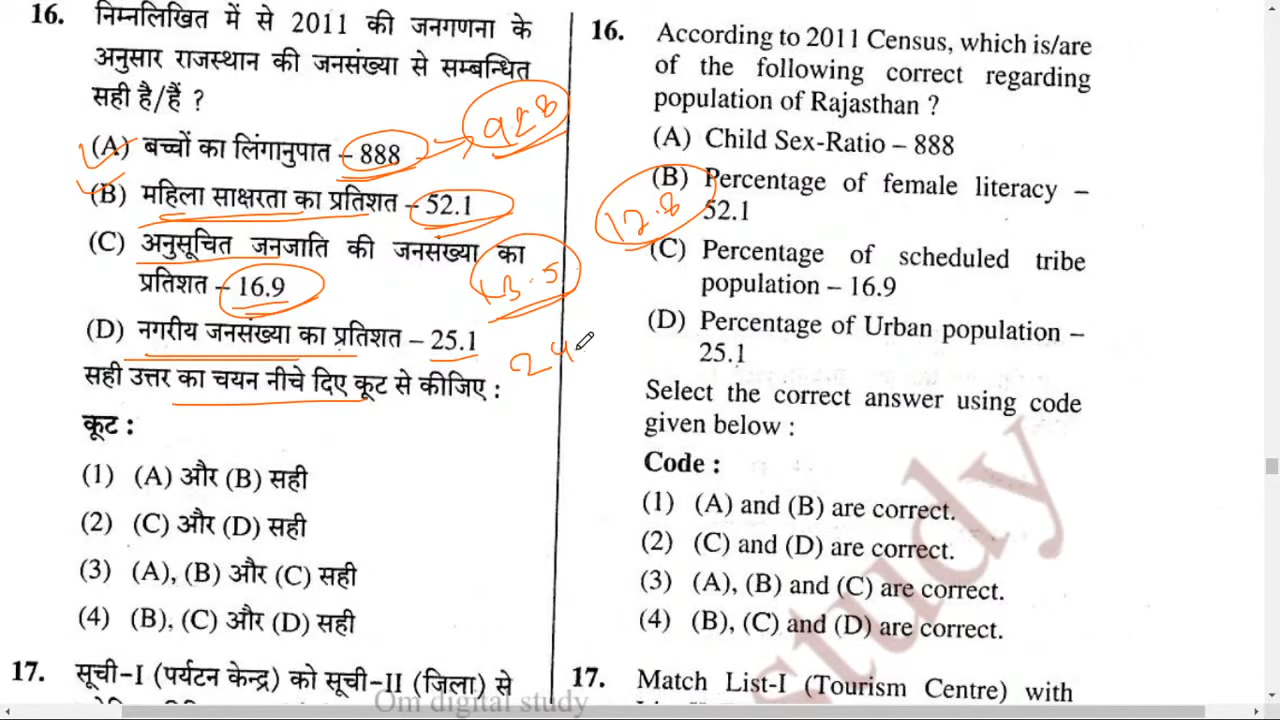 16. निम्नलिखित में से 2011 की जनगणना के
अनुसार राजस्थान की जनसंख्या से सम्बन्धित
सही है/हैं ?
(A) बच्चों का लिंगानुपात – 888
928
(B) महिला साक्षरता का प्रतिशत – 52.1
(C) अनुसूचित जनजाति की जनसंख्या का
प्रतिशत – 16.9
13.5
(D) नगरीय जनसंख्या का प्रतिशत – 25.1
24
सही उत्तर का चयन नीचे दिए कूट से कीजिए :
कूट :
(1) (A) और (B) सही
(2) (C) और (D) सही
(3) (A), (B) और (C) सही
(4) (B), (C) और (D) सही
17. सूची-I (पर्यटन केन्द्र) को सूची-II (जिला) से
16. According to 2011 Census, which is/are
of the following correct regarding
population of Rajasthan ?
(A) Child Sex-Ratio – 888
(B) Percentage of female literacy –
52.1
17.8
(C) Percentage of scheduled tribe
population – 16.9
(D) Percentage of Urban population –
25.1
Select the correct answer using code
given below :
Code :
(1) (A) and (B) are correct.
(2) (C) and (D) are correct.
(3) (A), (B) and (C) are correct.
(4) (B), (C) and (D) are correct.
17. Match List-I (Tourism Centre) with
study
Om digital study